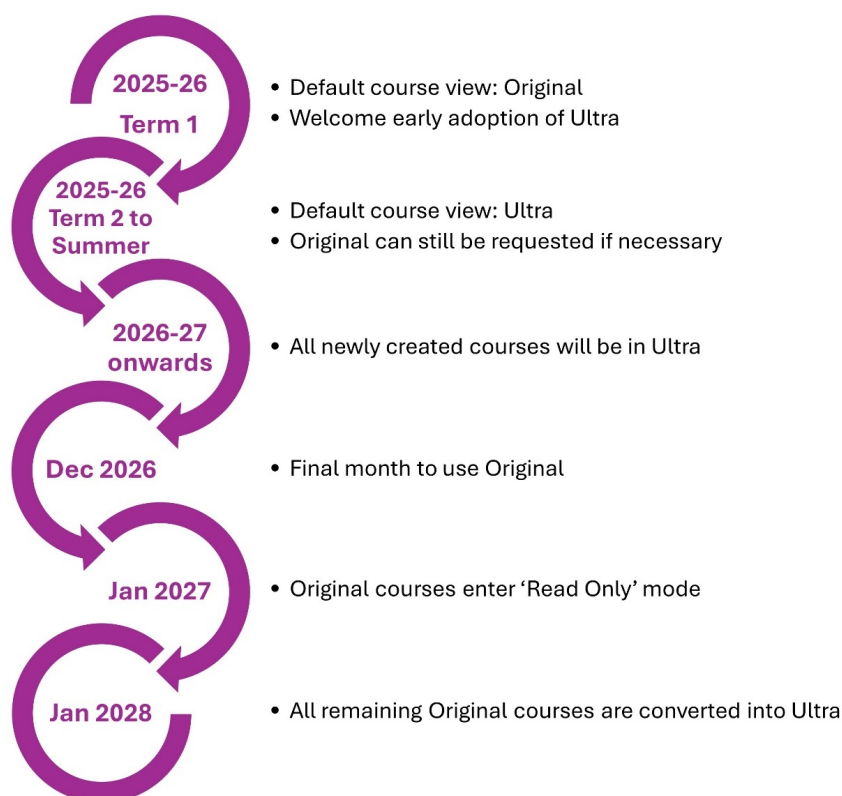 2025-26
Term 1
• Default course view: Original
• Welcome early adoption of Ultra
2025-26
Term 2 to
Summer
• Default course view: Ultra
• Original can still be requested if necessary
2026-27
onwards
• All newly created courses will be in Ultra
Dec 2026
• Final month to use Original
Jan 2027
• Original courses enter ‘Read Only’ mode
Jan 2028
• All remaining Original courses are converted into Ultra